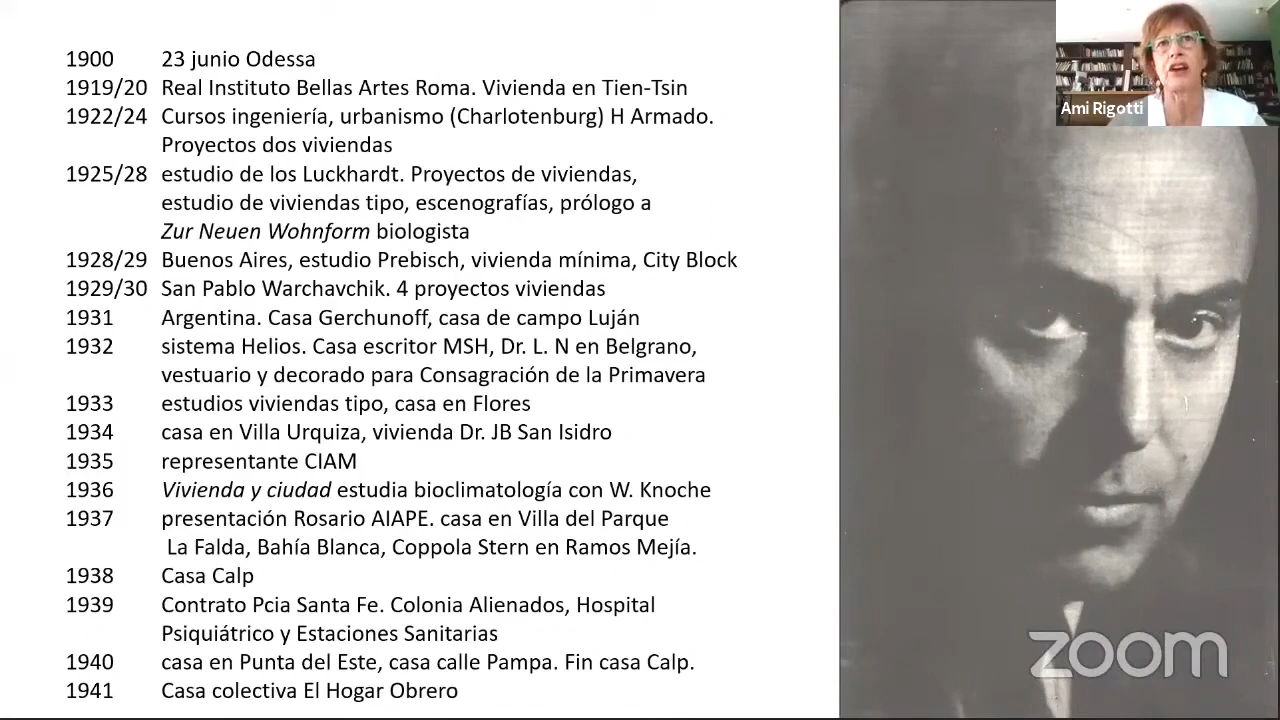 1900 23 junio Odessa
1919/20 Real Instituto Bellas Artes Roma. Vivienda en Tien-Tsin
1922/24 Cursos ingeniería, urbanismo (Charlotenburg) H Armado.
Proyectos dos viviendas
1925/28 estudio de los Luckhardt. Proyectos de viviendas,
estudio de viviendas tipo, escenografías, prólogo a
Zur Neuen Wohnform biologista
1928/29 Buenos Aires, estudio Prebisch, vivienda mínima, City Block
1929/30 San Pablo Warchavchik. 4 proyectos viviendas
1931 Argentina. Casa Gerchunoff, casa de campo Luján
1932 sistema Helios. Casa escritor MSH, Dr. L. N en Belgrano,
vestuario y decorado para Consagración de la Primavera
1933 estudios viviendas tipo, casa en Flores
1934 casa en Villa Urquiza, vivienda Dr. JB San Isidro
1935 representante CIAM
1936 Vivienda y ciudad estudia bioclimatología con W. Knoche
1937 presentación Rosario AIAPE. casa en Villa del Parque
La Falda, Bahía Blanca, Coppola Stern en Ramos Mejía.
1938 Casa Calp
1939 Contrato Pcia Santa Fe. Colonia Alienados, Hospital
Psiquiátrico y Estaciones Sanitarias
1940 casa en Punta del Este, casa calle Pampa. Fin casa Calp.
1941 Casa colectiva El Hogar Obrero
Ami Rigotti
zoom